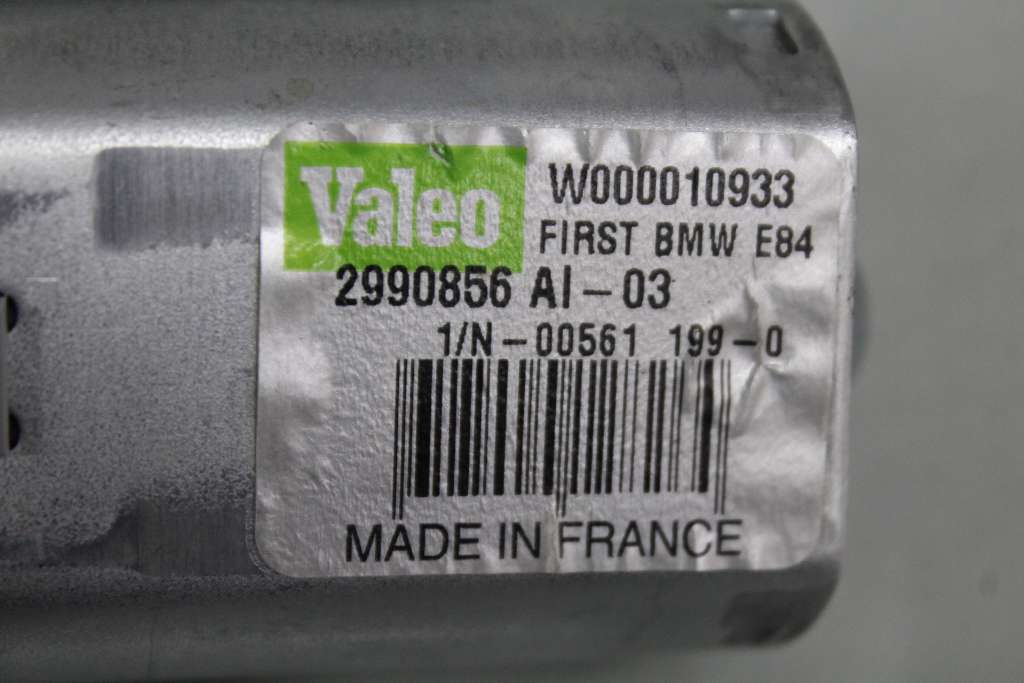 Valeo
W000010933
FIRST BMW E84
2990856 AI-03
1/N-00561 199-0
MADE IN FRANCE